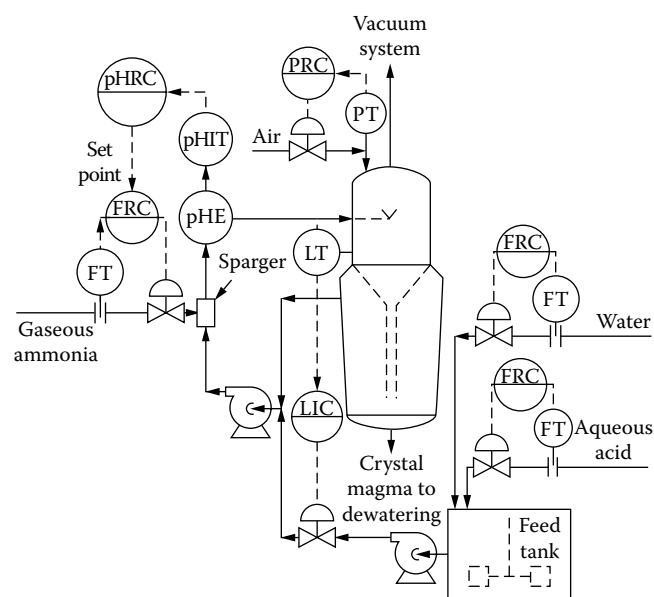 Vacuum
system
PRC
pHRC
PT
pHIT
Air
Set
point
FRC
pHE
FRC
LT
FT
Sparger
FT
Water
Gaseous
ammonia
FRC
LIC
FT
Aqueous
acid
Crystal
magma to
dewatering
Feed
tank